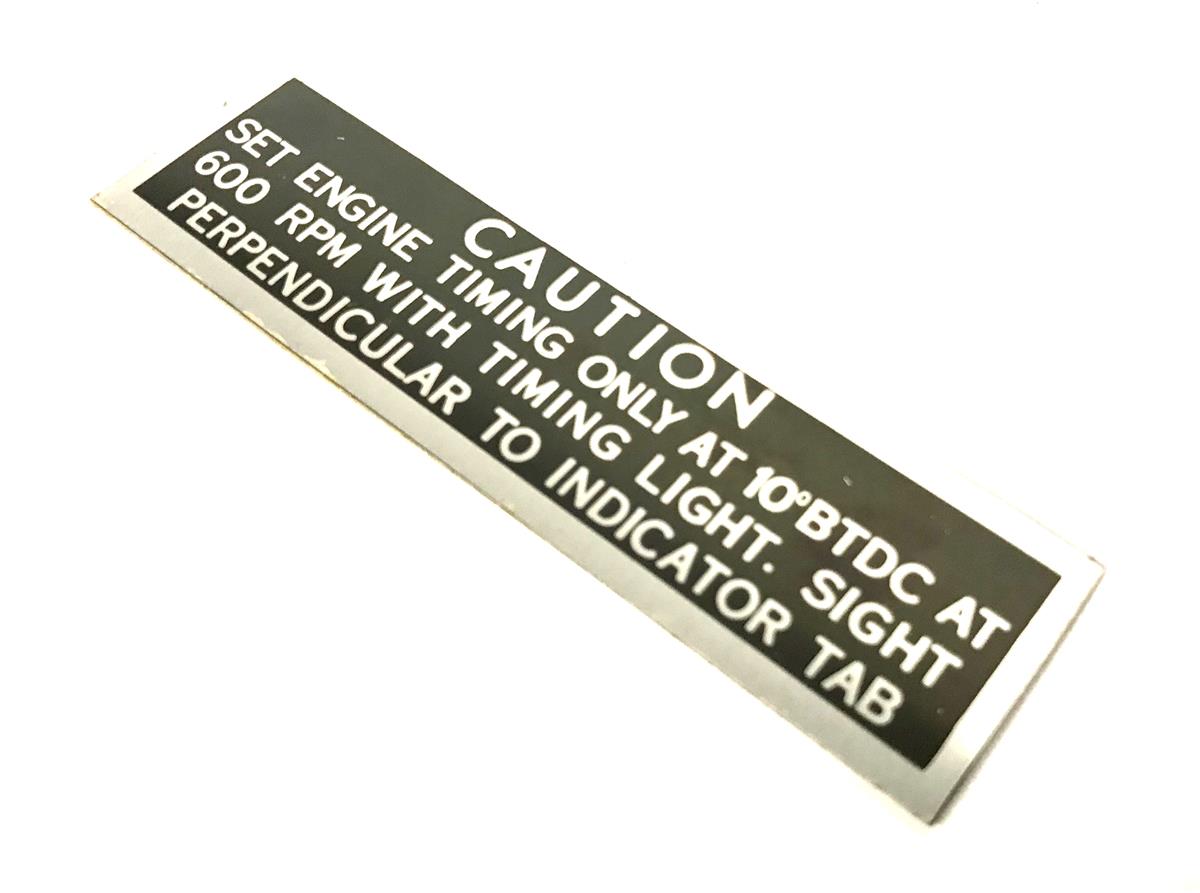 CAUTION
SET ENGINE TIMING ONLY AT 10°BTDC AT
600 RPM WITH TIMING LIGHT. SIGHT
PERPENDICULAR TO INDICATOR TAB